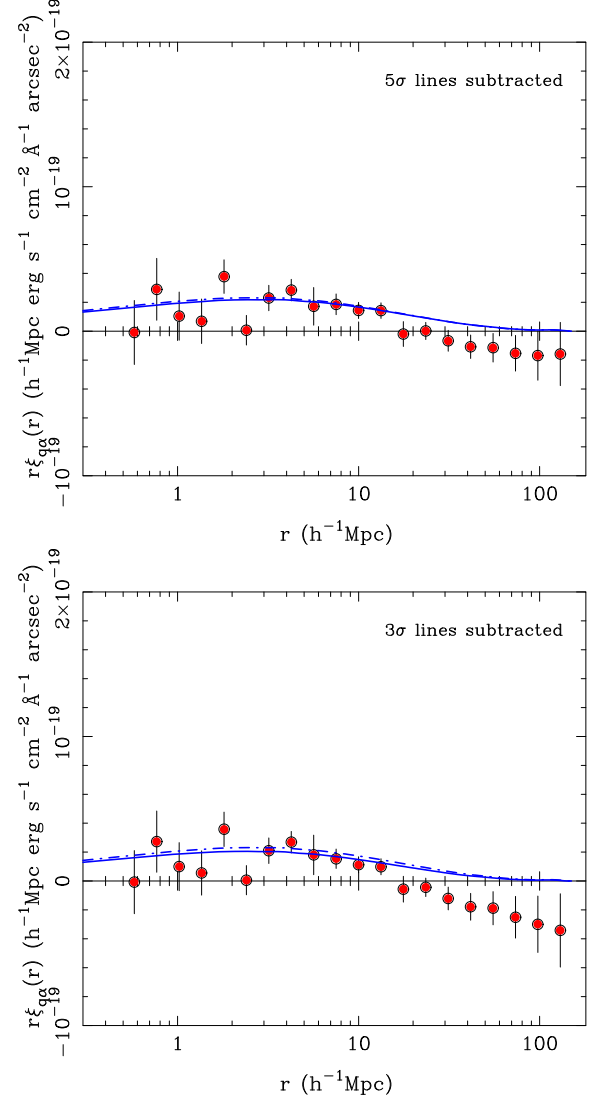 5σ lines subtracted
rξqα(r) (h⁻¹Mpc erg s⁻¹ cm⁻² Å⁻¹ arcsec⁻²)
2×10⁻¹⁹
10⁻¹⁹
0
−10⁻¹⁹
1 10 100
r (h⁻¹Mpc)
3σ lines subtracted
rξqα(r) (h⁻¹Mpc erg s⁻¹ cm⁻² Å⁻¹ arcsec⁻²)
2×10⁻¹⁹
10⁻¹⁹
0
−10⁻¹⁹
1 10 100
r (h⁻¹Mpc)